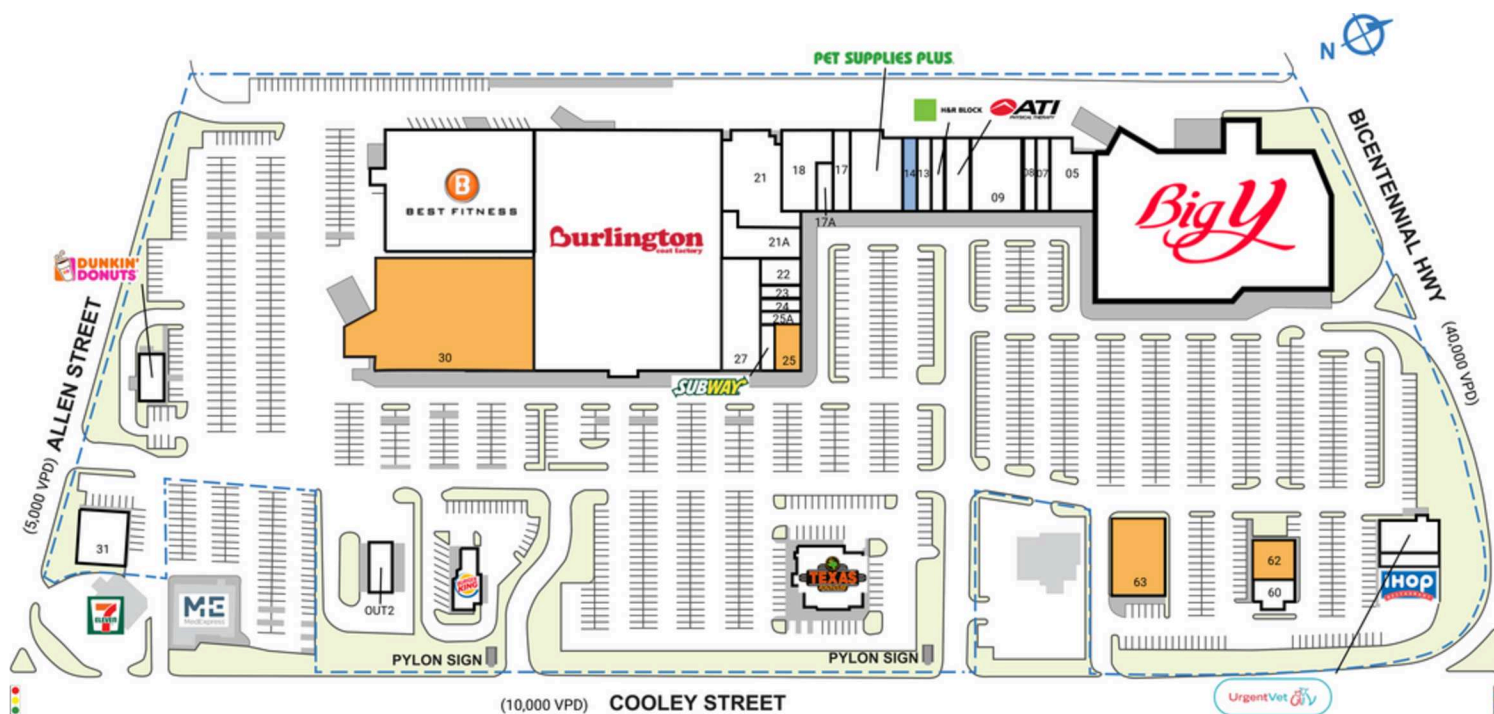 N
PET SUPPLIES PLUS.
H&R BLOCK
ATI
PHYSICAL THERAPY
BICENTENNIAL HWY
(40,000 VPD)
B
BEST FITNESS
Burlington
coat factory
21
18
17
17A
14
13
09
08
07
05
Big Y
21A
22
23
24
25A
25
27
30
SUBWAY
DUNKIN'
DONUTS
ALLEN STREET
(5,000 VPD)
31
7
ELEVEN
ME
MedExpress
OUT2
BURGER
KING
TEXAS
63
62
60
IHOP
RESTAURANT
PYLON SIGN
PYLON SIGN
UrgentVet
(10,000 VPD) COOLEY STREET